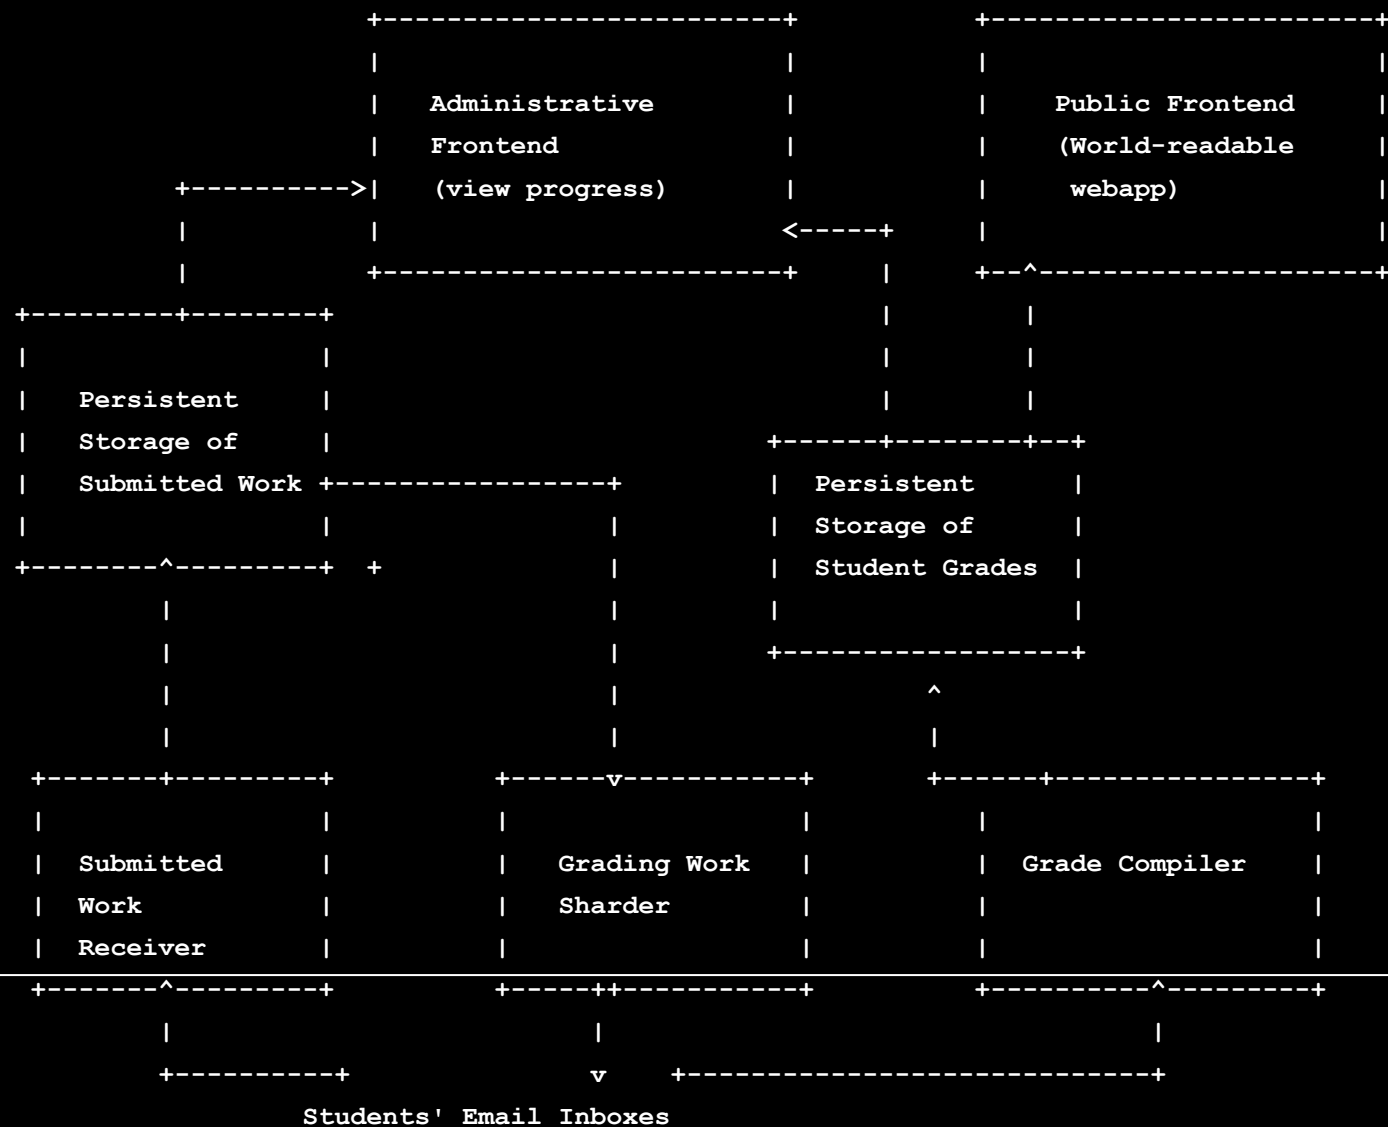 Administrative
Frontend
(view progress)
Public Frontend
(World-readable
webapp)
Persistent
Storage of
Submitted Work
Persistent
Storage of
Student Grades
Submitted
Work
Receiver
Grading Work
Sharder
Grade Compiler
Students' Email Inboxes